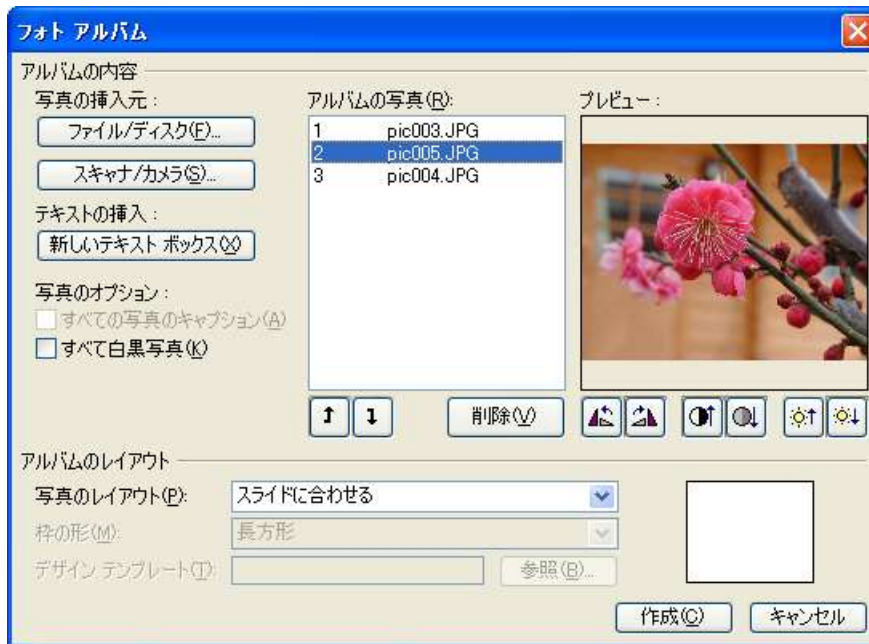 フォト アルバム
アルバムの内容
写真の挿入元:
ファイル/ディスク(F)...
スキャナ/カメラ(S)...
テキストの挿入:
新しいテキスト ボックス(X)
写真のオプション:
すべての写真のキャプション(A)
すべて白黒写真(K)
アルバムの写真(R):
1 pic003.JPG
2 pic005.JPG
3 pic004.JPG
削除(V)
プレビュー:
アルバムのレイアウト
写真のレイアウト(P): スライドに合わせる
枠の形(M): 長方形
デザイン テンプレート(T): 参照(B)...
作成(C) キャンセル